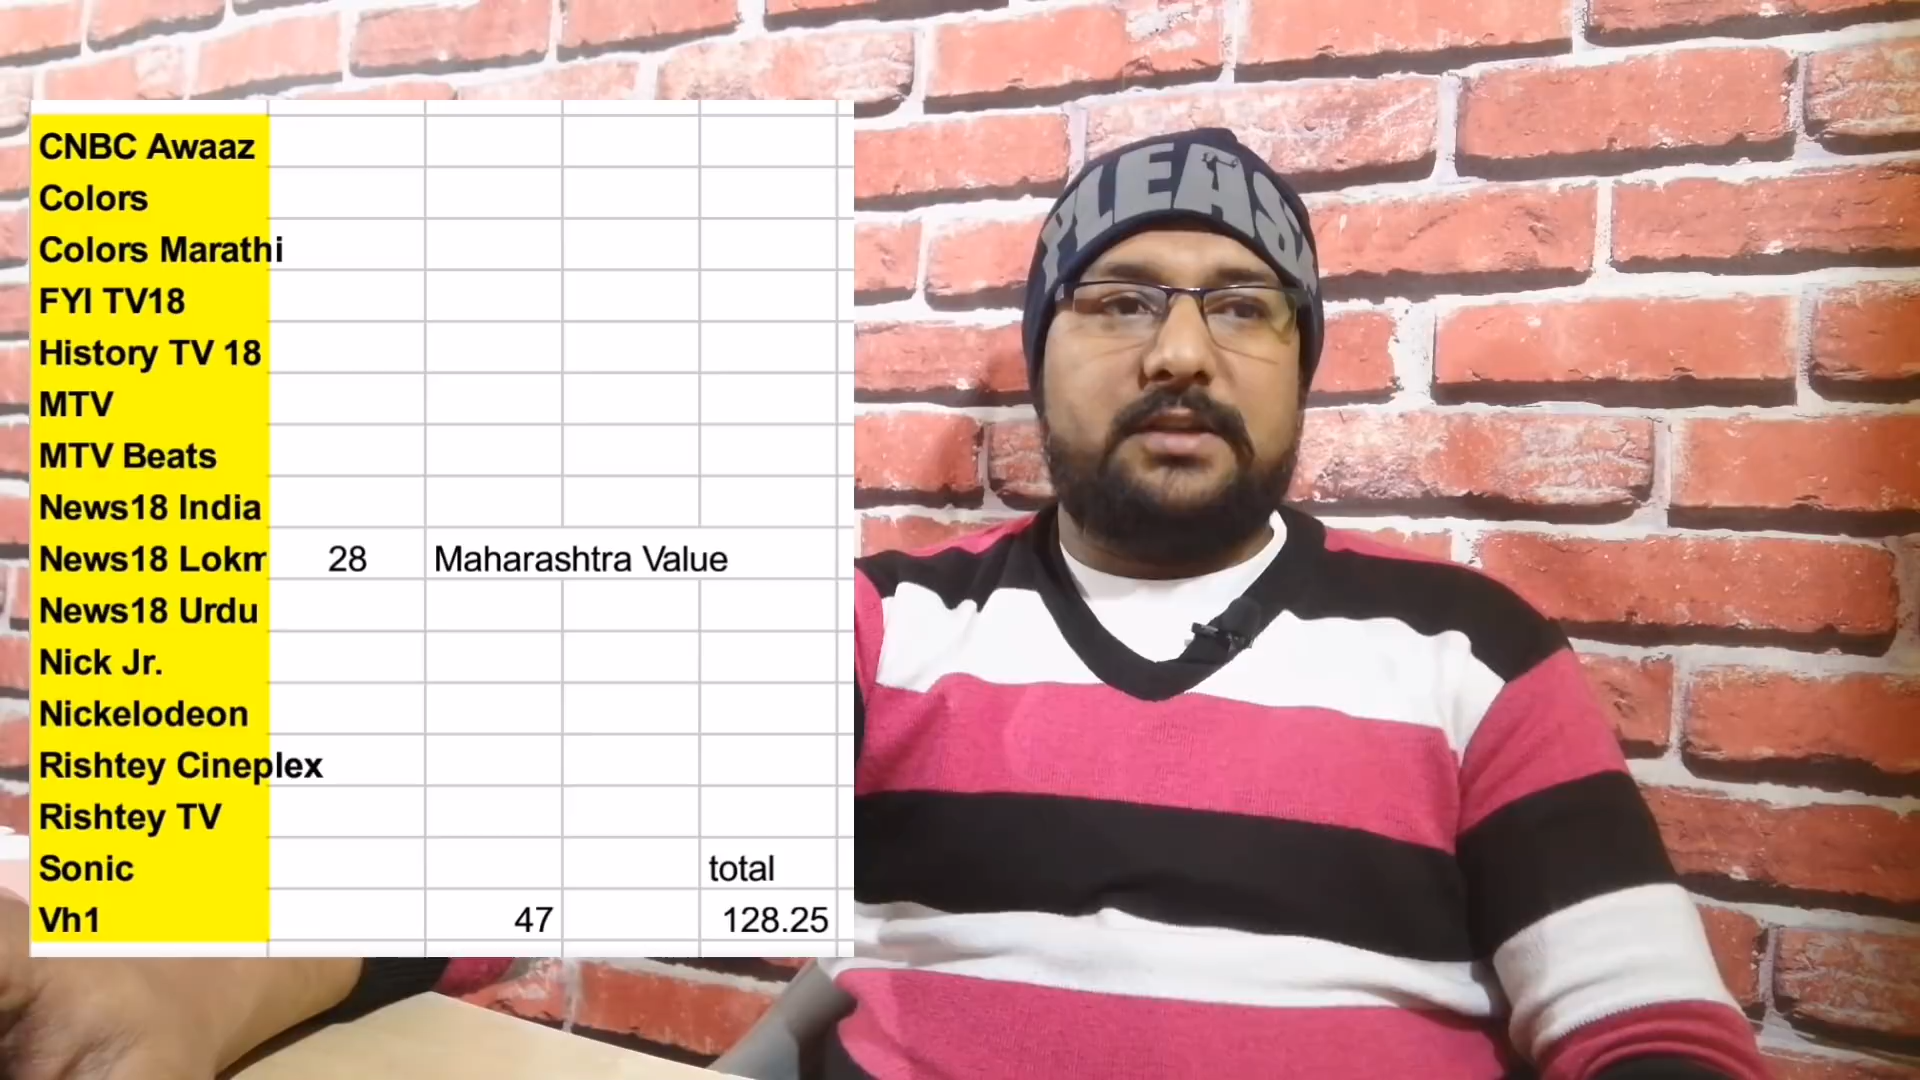 CNBC Awaaz
Colors
Colors Marathi
FYI TV18
History TV 18
MTV
MTV Beats
News18 India
News18 Lokm 28 Maharashtra Value
News18 Urdu
Nick Jr.
Nickelodeon
Rishtey Cineplex
Rishtey TV
Sonic total
Vh1 47 128.25
PLEAS